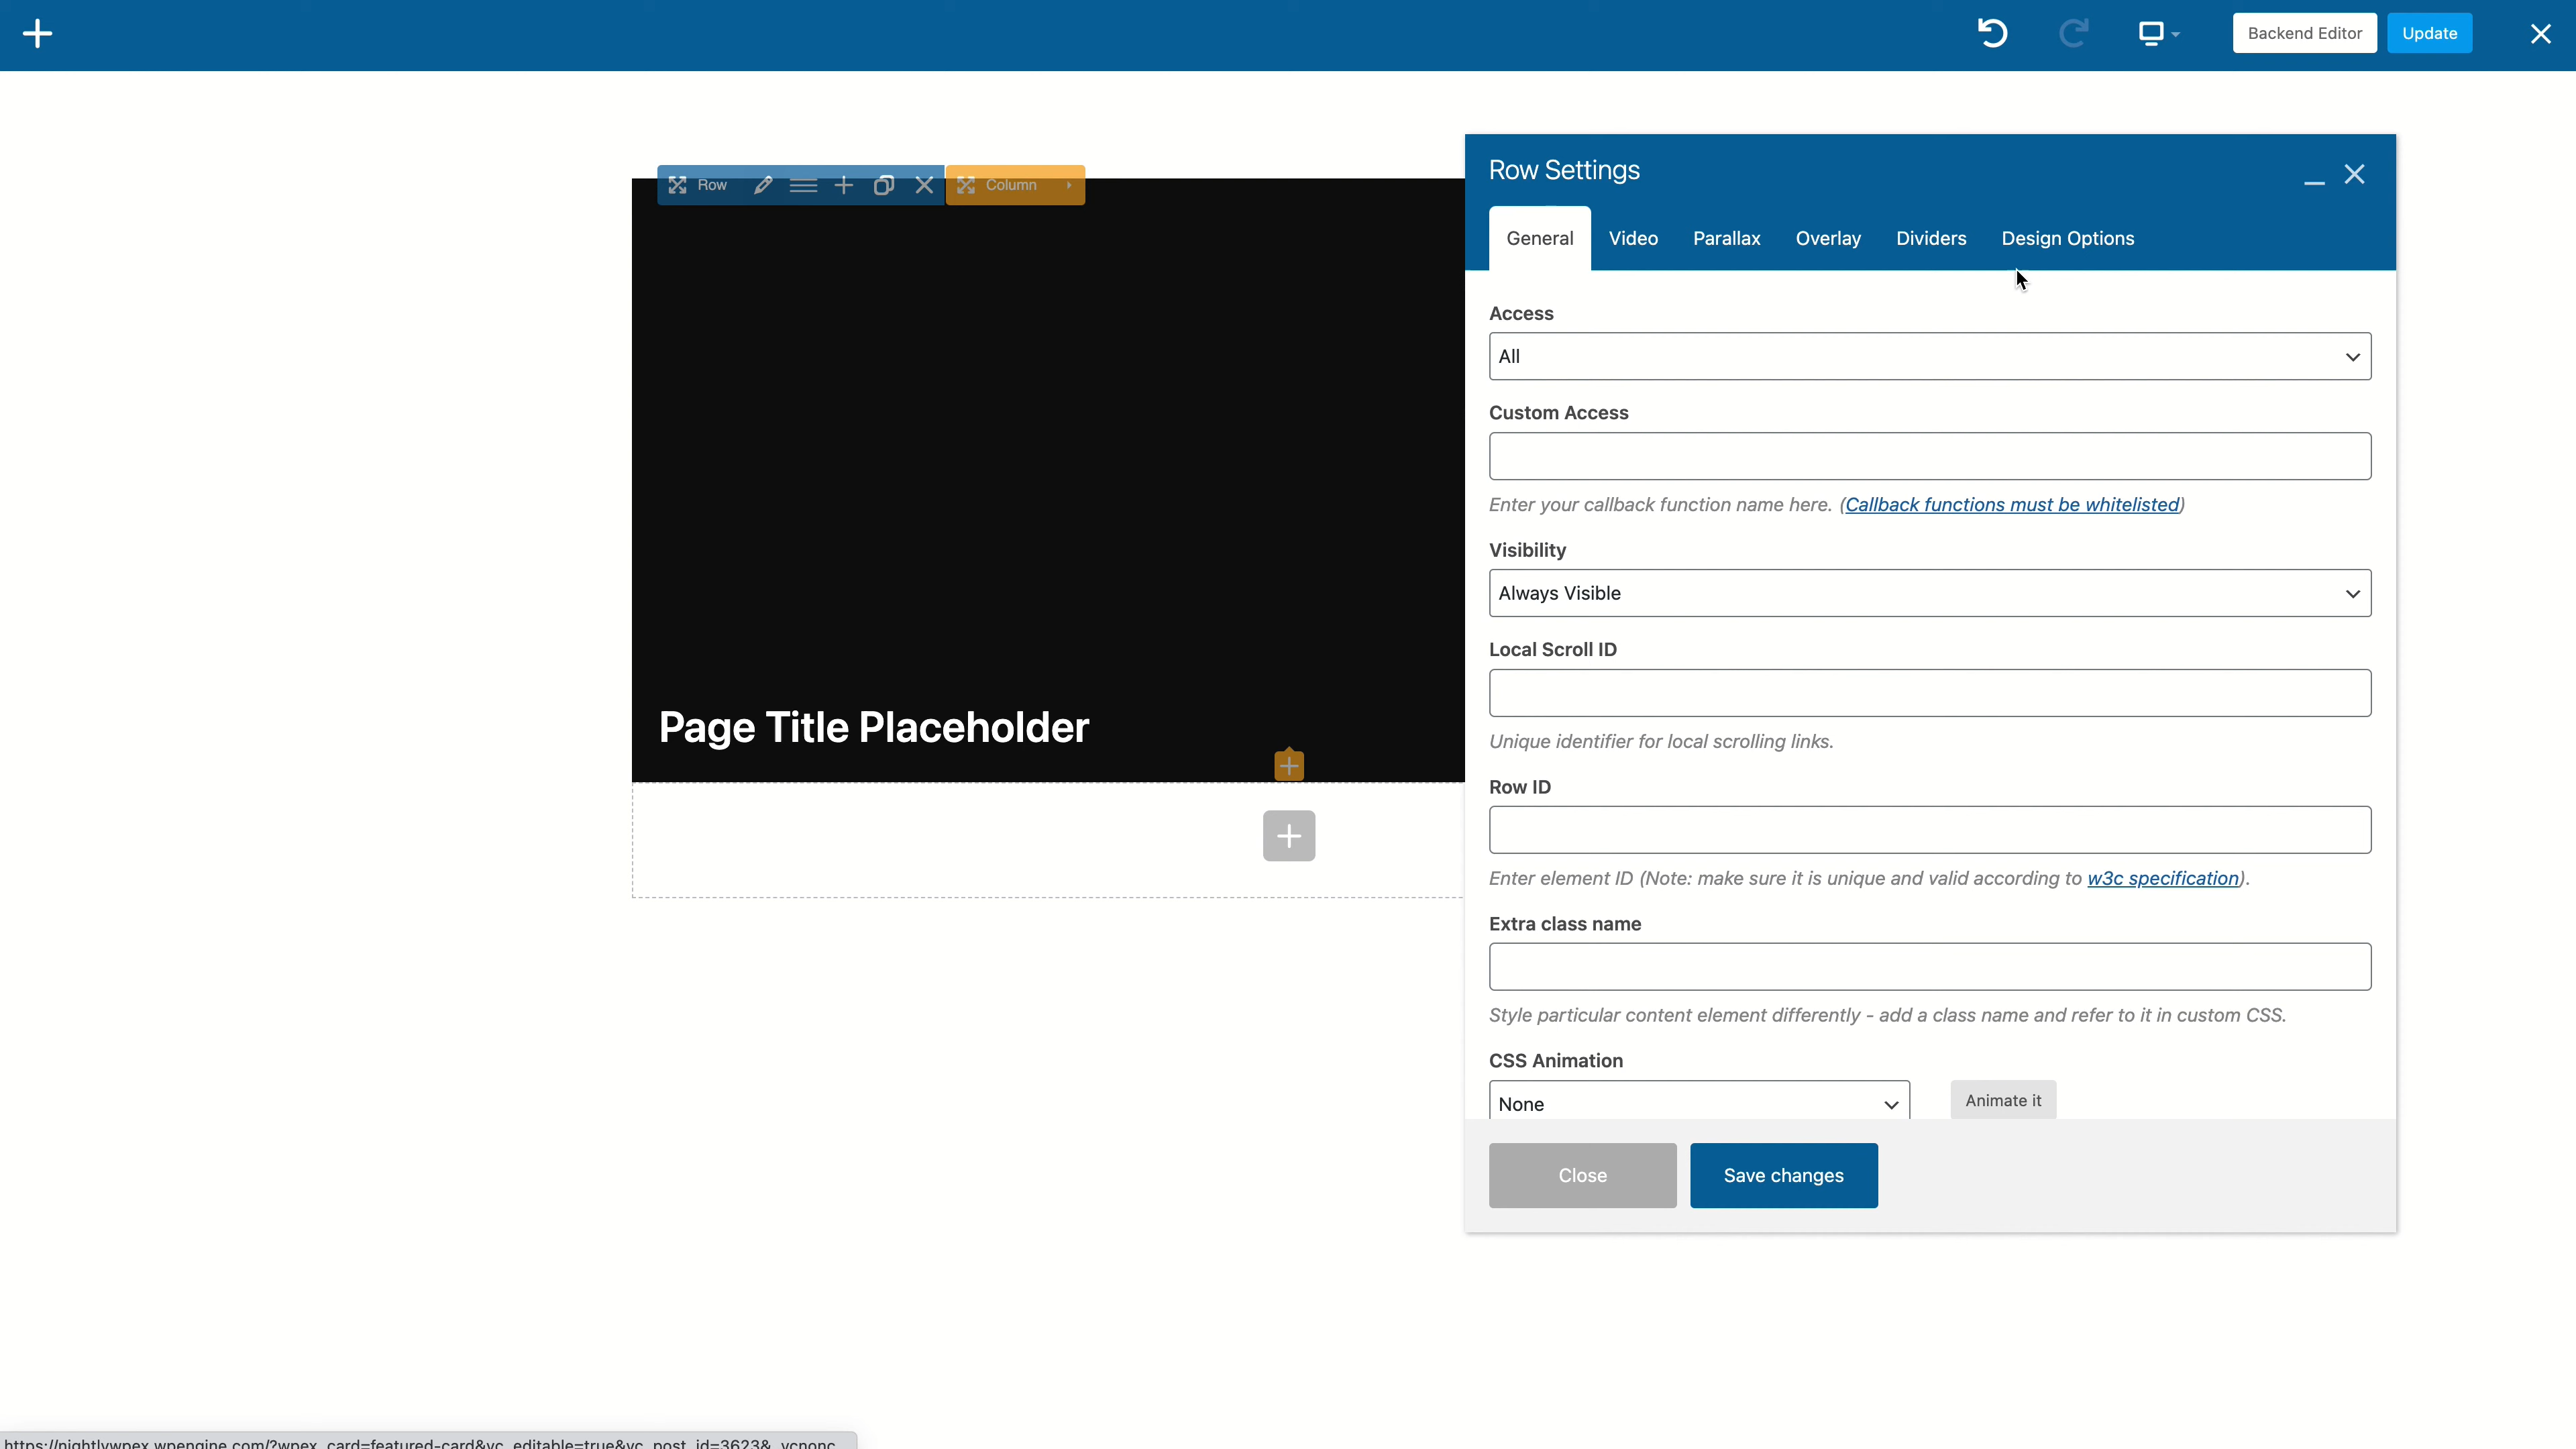 Backend Editor
Update
Row
Column
Row Settings
General Video Parallax Overlay Dividers Design Options
Access
All
Custom Access
Enter your callback function name here. (Callback functions must be whitelisted)
Visibility
Always Visible
Local Scroll ID
Unique identifier for local scrolling links.
Page Title Placeholder
Row ID
Enter element ID (Note: make sure it is unique and valid according to w3c specification).
Extra class name
Style particular content element differently - add a class name and refer to it in custom CSS.
CSS Animation
None
Animate it
Close
Save changes
https://nightlywpex.wpengine.com/?wpex_card=featured-card&vc_editable=true&vc_post_id=3623&_vcnonc